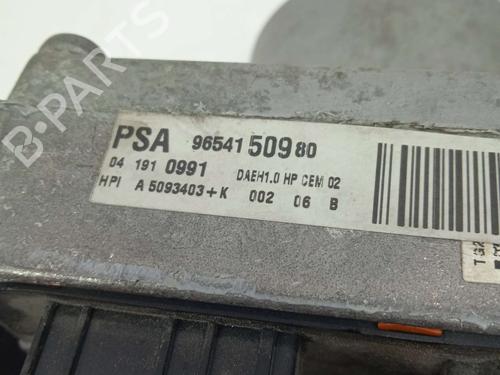 B-PARTS
PSA 96541 509 80
04 191 0991 DAEH1.0 HP CEM 02
HPI A 5093403+K 002 06 B